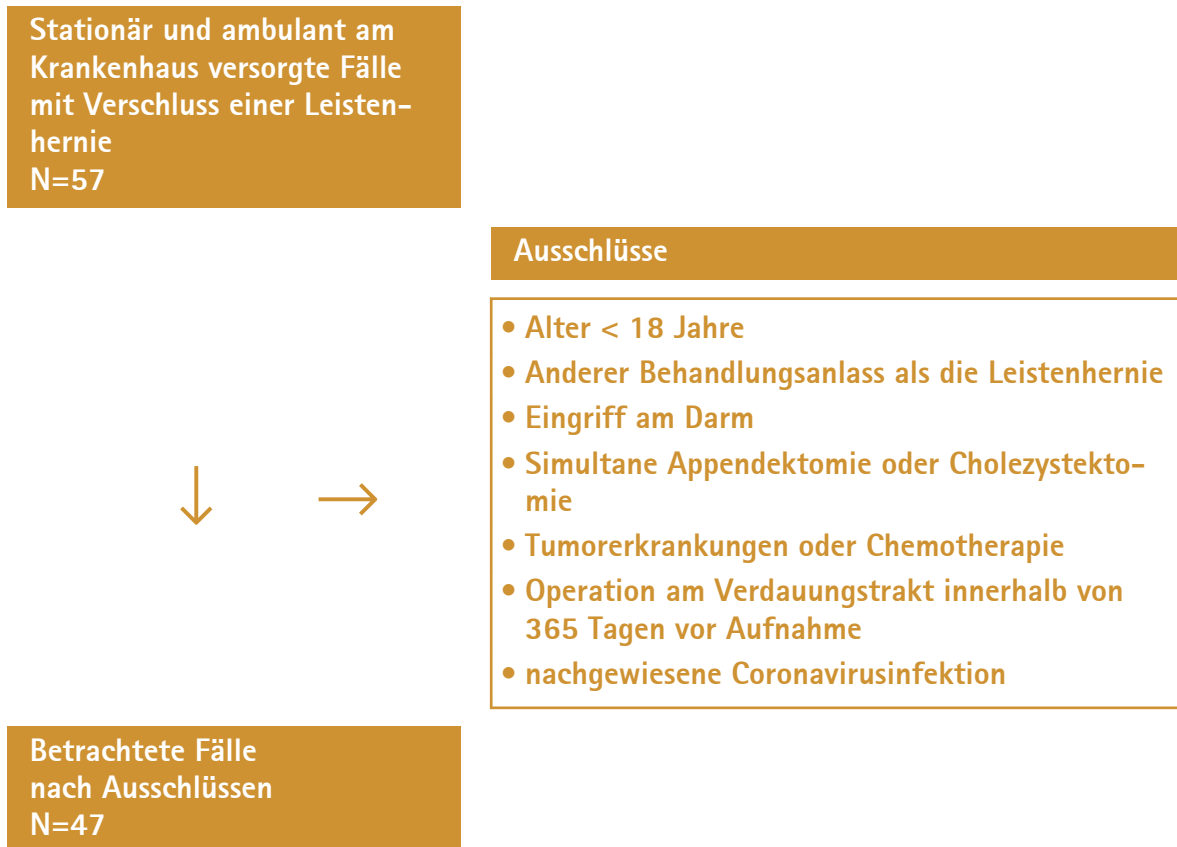 Stationär und ambulant am
Krankenhaus versorgte Fälle
mit Verschluss einer Leisten-
hernie
N=57
Ausschlüsse
• Alter < 18 Jahre
• Anderer Behandlungsanlass als die Leistenhernie
• Eingriff am Darm
• Simultane Appendektomie oder Cholezystekto-
mie
• Tumorerkrankungen oder Chemotherapie
• Operation am Verdauungstrakt innerhalb von
365 Tagen vor Aufnahme
• nachgewiesene Coronavirusinfektion
Betrachtete Fälle
nach Ausschlüssen
N=47